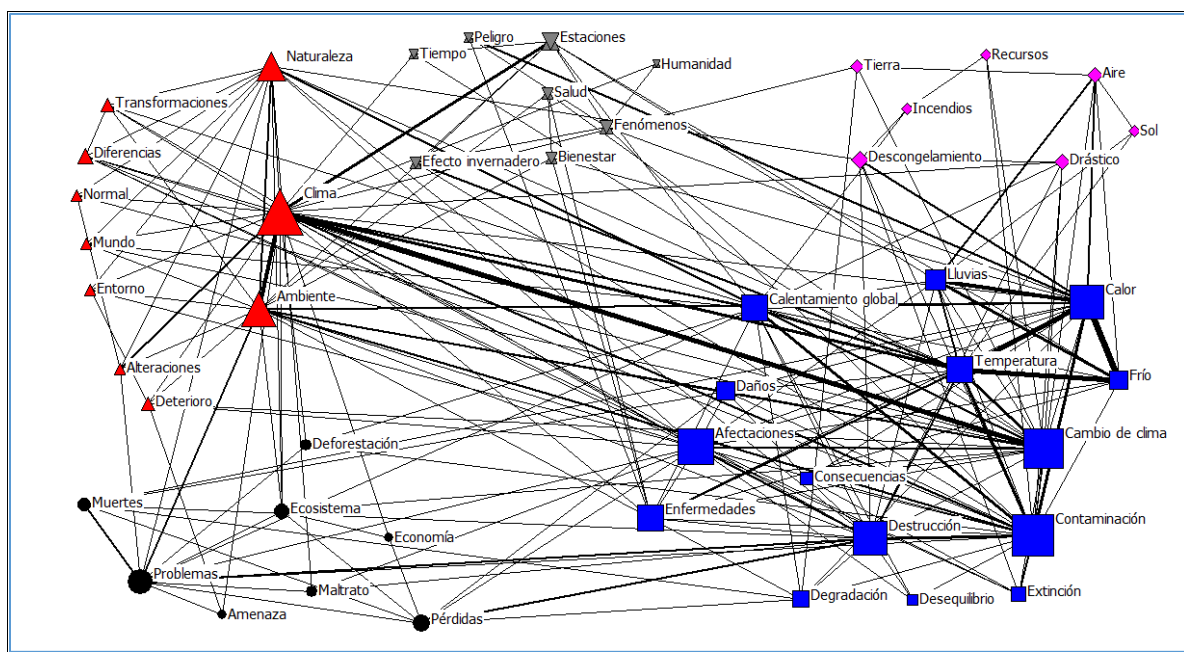 Peligro
Estaciones
Naturaleza
Tiempo
Humanidad
Tierra
Recursos
Aire
Transformaciones
Salud
Incendios
Fenómenos
Sol
Diferencias
Efecto invernadero
Bienestar
Descongelamiento
Drástico
Normal
Clima
Mundo
Lluvias
Entorno
Ambiente
Calentamiento global
Calor
Alteraciones
Temperatura
Frío
Daños
Deterioro
Deforestación
Afectaciones
Cambio de clima
Consecuencias
Muertes
Ecosistema
Enfermedades
Contaminación
Economía
Destrucción
Problemas
Maltrato
Degradación
Desequilibrio
Extinción
Amenaza
Pérdidas